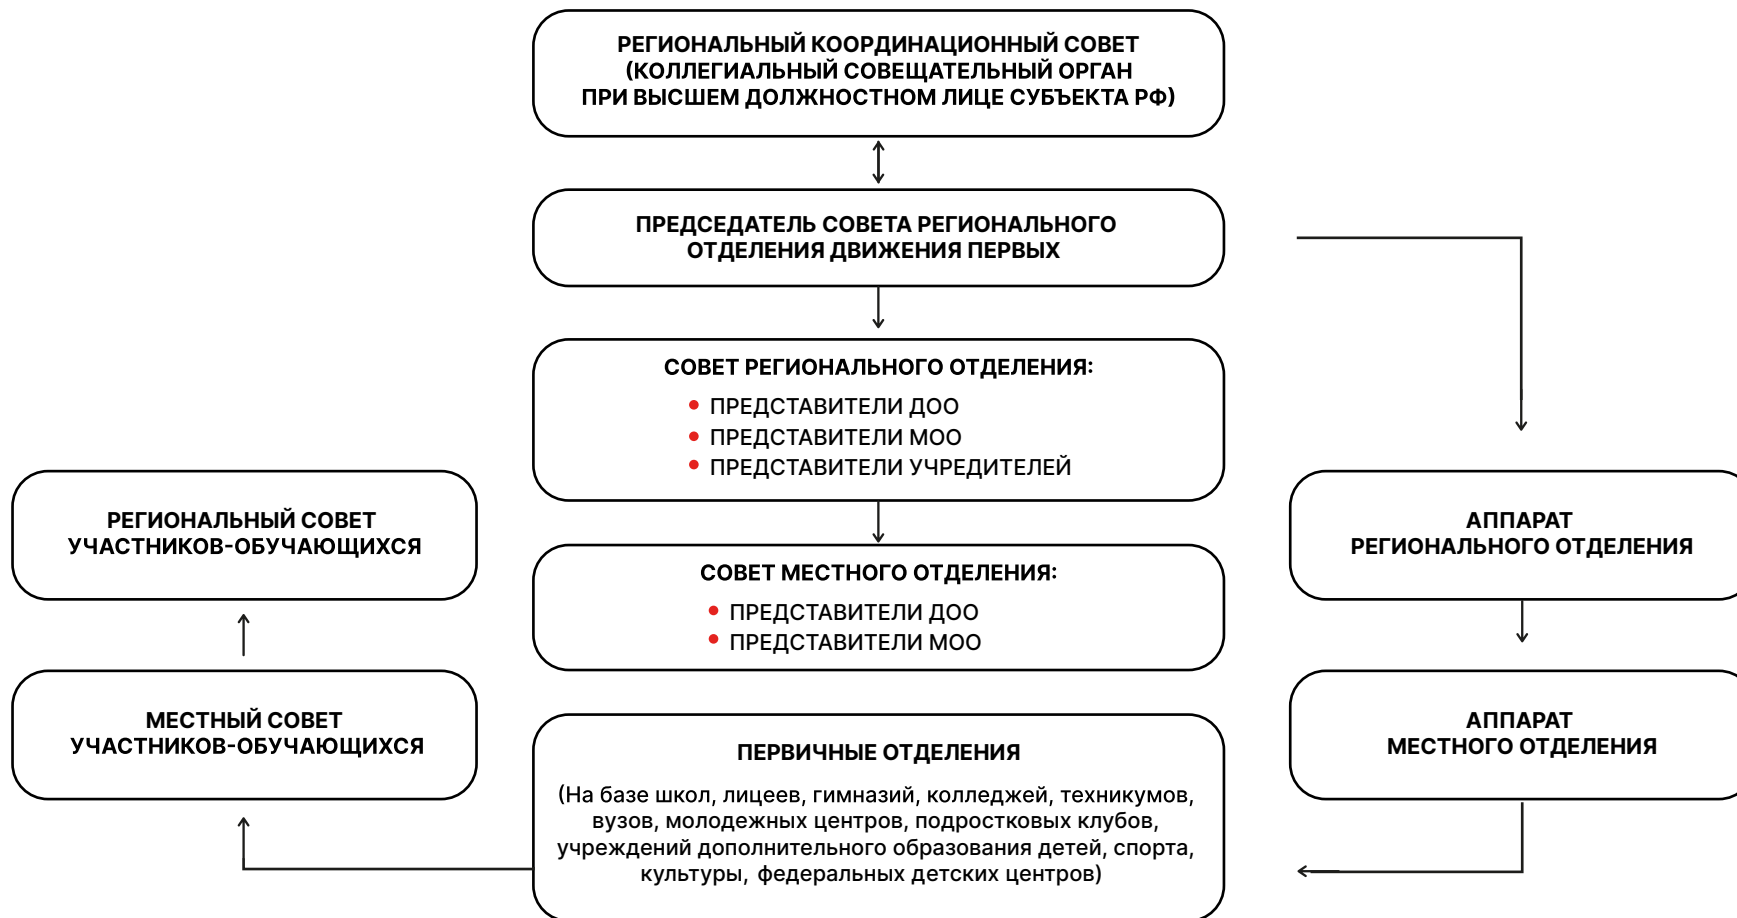 РЕГИОНАЛЬНЫЙ КООРДИНАЦИОННЫЙ СОВЕТ
(КОЛЛЕГИАЛЬНЫЙ СОВЕЩАТЕЛЬНЫЙ ОРГАН
ПРИ ВЫСШЕМ ДОЛЖНОСТНОМ ЛИЦЕ СУБЪЕКТА РФ)
ПРЕДСЕДАТЕЛЬ СОВЕТА РЕГИОНАЛЬНОГО
ОТДЕЛЕНИЯ ДВИЖЕНИЯ ПЕРВЫХ
СОВЕТ РЕГИОНАЛЬНОГО ОТДЕЛЕНИЯ:
• ПРЕДСТАВИТЕЛИ ДОО
• ПРЕДСТАВИТЕЛИ МОО
• ПРЕДСТАВИТЕЛИ УЧРЕДИТЕЛЕЙ
РЕГИОНАЛЬНЫЙ СОВЕТ
УЧАСТНИКОВ-ОБУЧАЮЩИХСЯ
АППАРАТ
РЕГИОНАЛЬНОГО ОТДЕЛЕНИЯ
СОВЕТ МЕСТНОГО ОТДЕЛЕНИЯ:
• ПРЕДСТАВИТЕЛИ ДОО
• ПРЕДСТАВИТЕЛИ МОО
МЕСТНЫЙ СОВЕТ
УЧАСТНИКОВ-ОБУЧАЮЩИХСЯ
АППАРАТ
МЕСТНОГО ОТДЕЛЕНИЯ
ПЕРВИЧНЫЕ ОТДЕЛЕНИЯ
(На базе школ, лицеев, гимназий, колледжей, техникумов,
вузов, молодежных центров, подростковых клубов,
учреждений дополнительного образования детей, спорта,
культуры, федеральных детских центров)